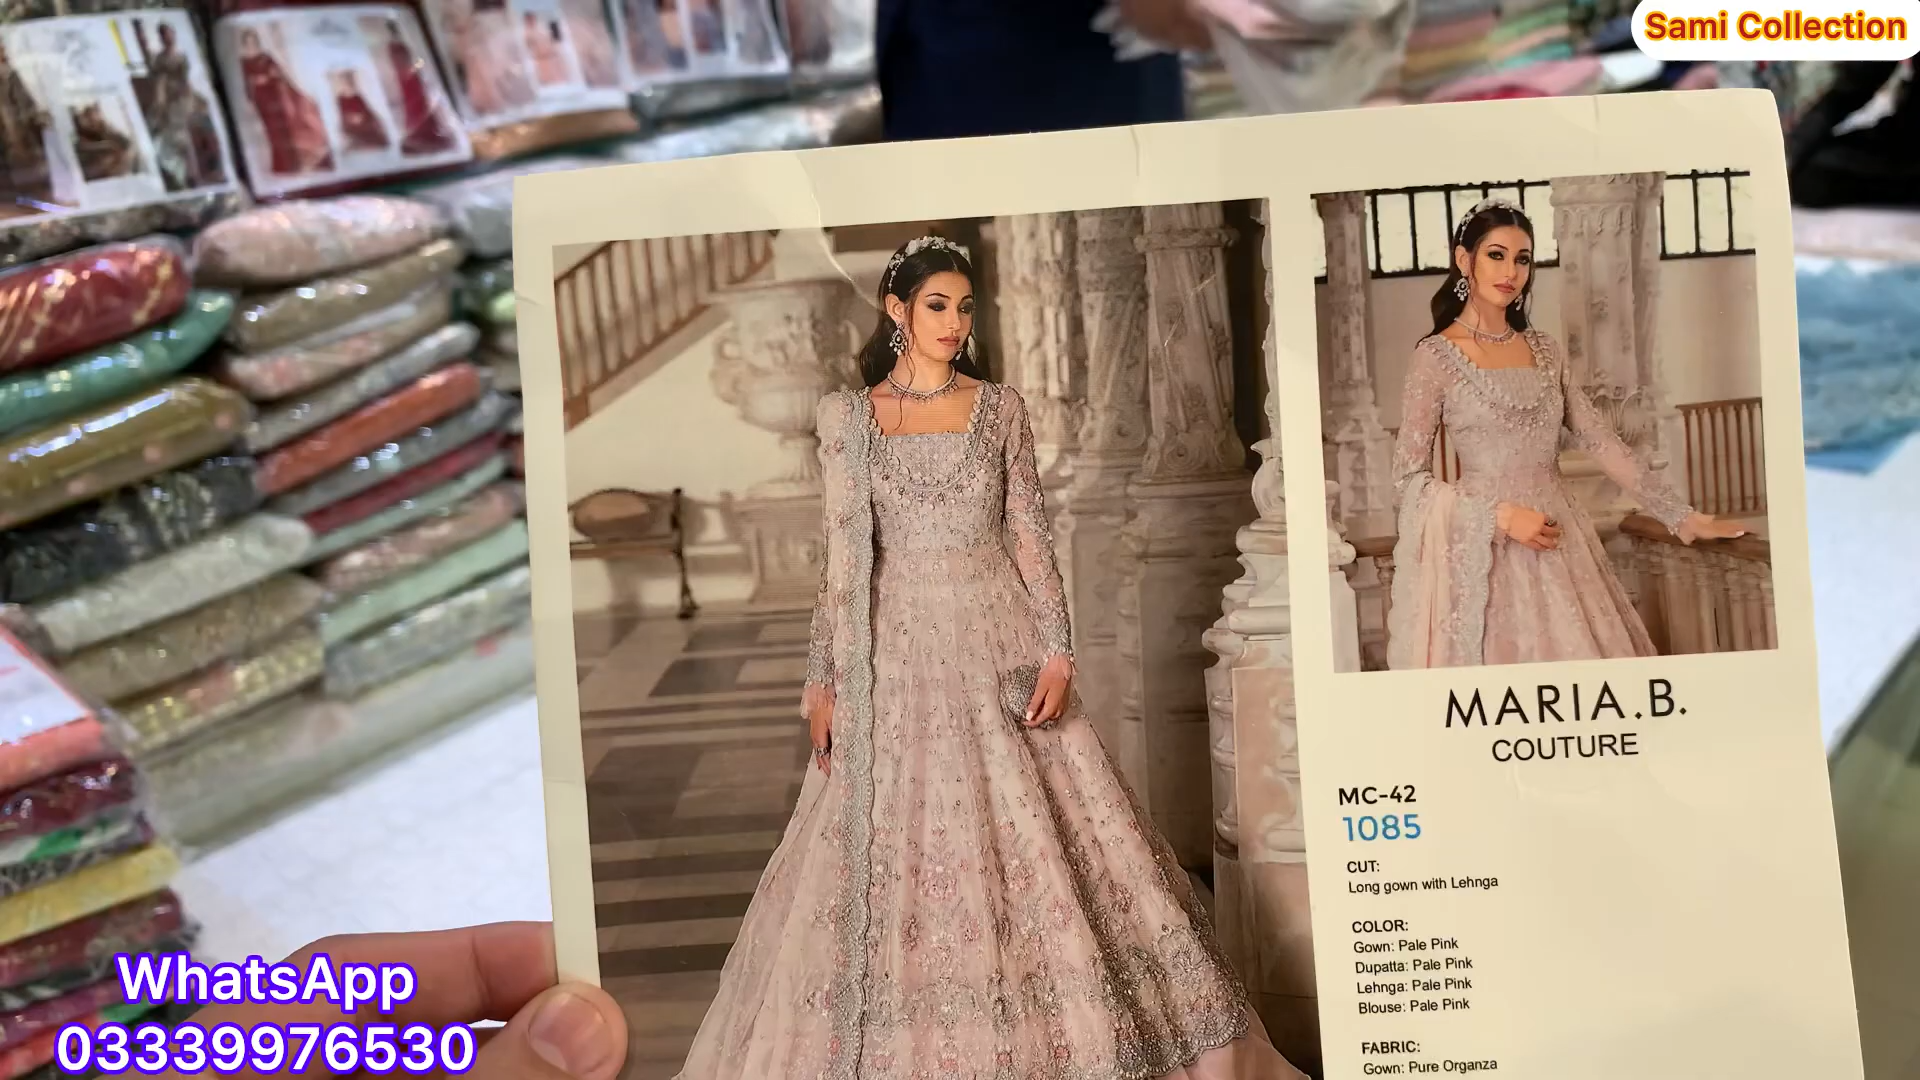 Sami Collection
MARIA.B.
COUTURE
MC-42
1085
CUT:
Long gown with Lehnga
COLOR:
Gown: Pale Pink
Dupatta: Pale Pink
Lehnga: Pale Pink
Blouse: Pale Pink
FABRIC:
Gown: Pure Organza
WhatsApp
03339976530